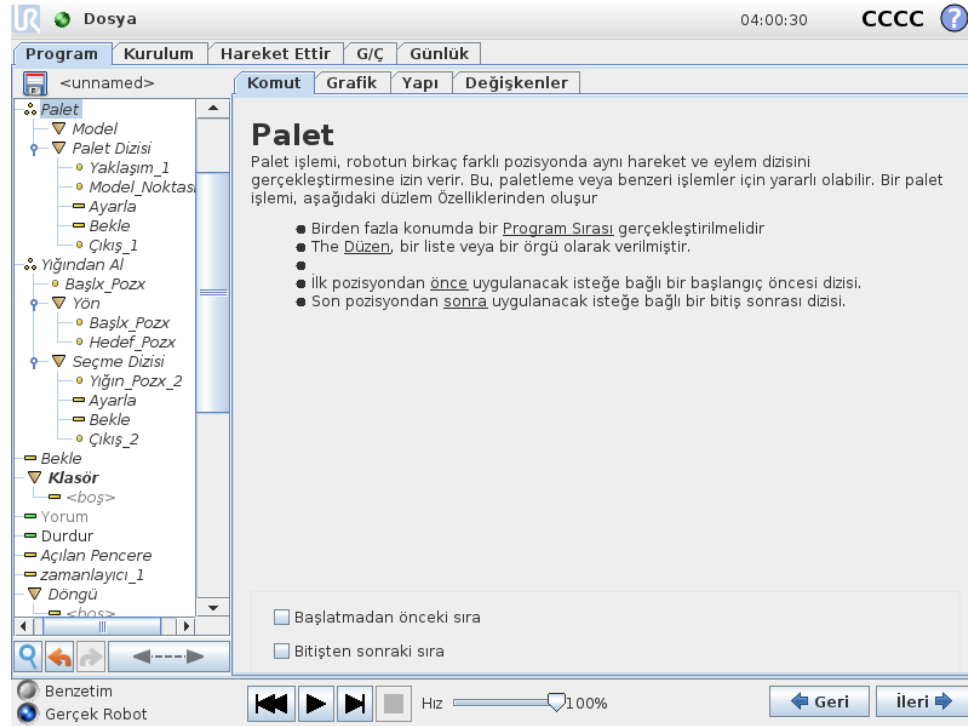 UR Dosya 04:00:30 CCCC ?
Program Kurulum Hareket Ettir G/Ç Günlük
<unnamed> Komut Grafik Yapı Değişkenler
Palet
Model
Palet Dizisi
Yaklaşım_1
Model_Noktas
Ayarla
Bekle
Çıkış_1
Yığından Al
Başlx_Pozx
Yön
Başlx_Pozx
Hedef_Pozx
Seçme Dizisi
Yığın_Pozx_2
Ayarla
Bekle
Çıkış_2
Bekle
Klasör
<boş>
Yorum
Durdur
Açılan Pencere
zamanlayıcı_1
Döngü
<boş>
Palet
Palet işlemi, robotun birkaç farklı pozisyonda aynı hareket ve eylem dizisini
gerçekleştirmesine izin verir. Bu, paletleme veya benzeri işlemler için yararlı olabilir. Bir palet
işlemi, aşağıdaki düzlem Özelliklerinden oluşur
Birden fazla konumda bir Program Sırası gerçekleştirilmelidir
The Düzen, bir liste veya bir örgü olarak verilmiştir.
İlk pozisyondan önce uygulanacak isteğe bağlı bir başlangıç öncesi dizisi.
Son pozisyondan sonra uygulanacak isteğe bağlı bir bitiş sonrası dizisi.
Başlatmadan önceki sıra
Bitişten sonraki sıra
Benzetim
Gerçek Robot
Hız 100%
Geri İleri